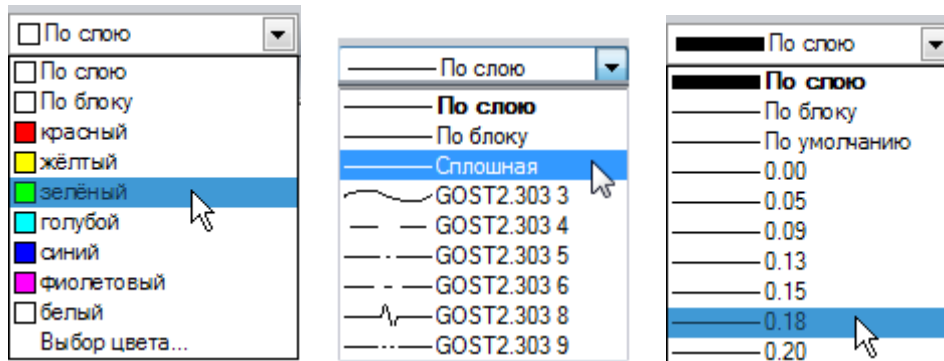 По слою
По слою
По блоку
красный
жёлтый
зелёный
голубой
синий
фиолетовый
белый
Выбор цвета...
По слою
По слою
По блоку
Сплошная
GOST2.303 3
GOST2.303 4
GOST2.303 5
GOST2.303 6
GOST2.303 8
GOST2.303 9
По слою
По слою
По блоку
По умолчанию
0.00
0.05
0.09
0.13
0.15
0.18
0.20